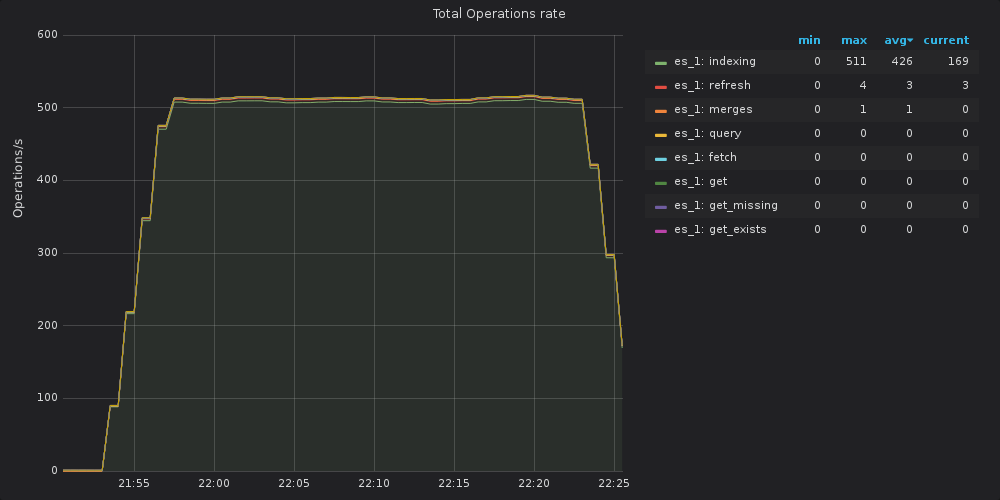 Total Operations rate
Operations/s
600
500
400
300
200
100
0
21:55 22:00 22:05 22:10 22:15 22:20 22:25
min max avg current
es_1: indexing 0 511 426 169
es_1: refresh 0 4 3 3
es_1: merges 0 1 1 0
es_1: query 0 0 0 0
es_1: fetch 0 0 0 0
es_1: get 0 0 0 0
es_1: get_missing 0 0 0 0
es_1: get_exists 0 0 0 0